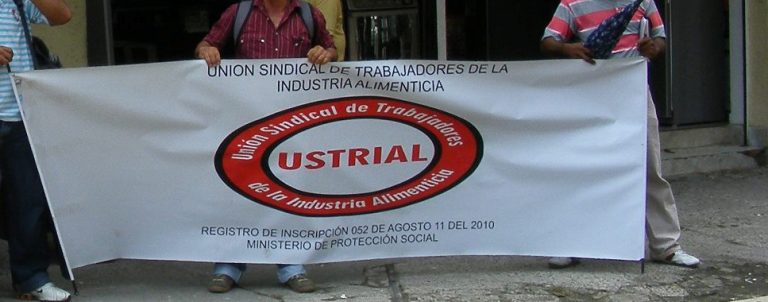 UNION SINDICAL DE TRABAJADORES DE LA
INDUSTRIA ALIMENTICIA
Unión Sindical de Trabajadores
USTRIAL
de la Industria Alimenticia
REGISTRO DE INSCRIPCIÓN 052 DE AGOSTO 11 DEL 2010
MINISTERIO DE PROTECCIÓN SOCIAL